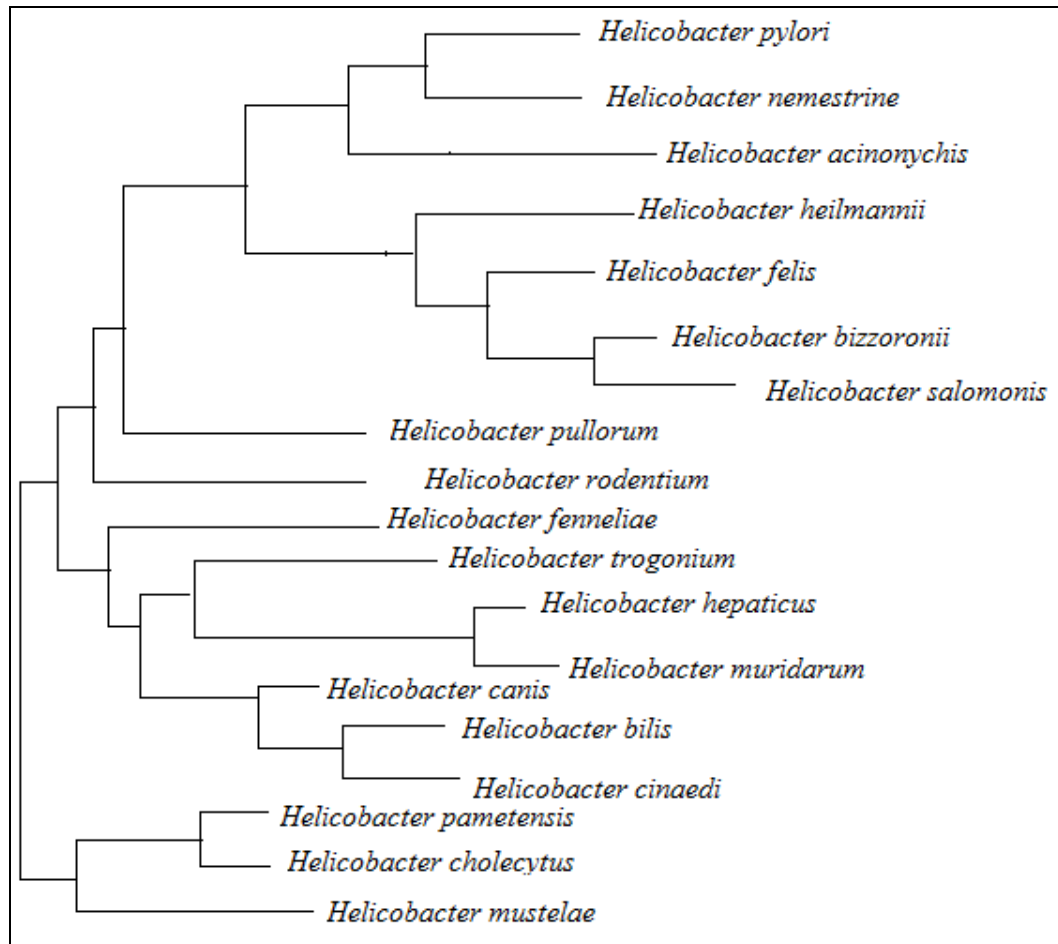 Helicobacter pylori
Helicobacter nemestrine
Helicobacter acinonychis
Helicobacter heilmannii
Helicobacter felis
Helicobacter bizzoronii
Helicobacter salomonis
Helicobacter pullorum
Helicobacter rodentium
Helicobacter fenneliae
Helicobacter trogonium
Helicobacter hepaticus
Helicobacter muridarum
Helicobacter canis
Helicobacter bilis
Helicobacter cinaedi
Helicobacter pametensis
Helicobacter cholecytus
Helicobacter mustelae